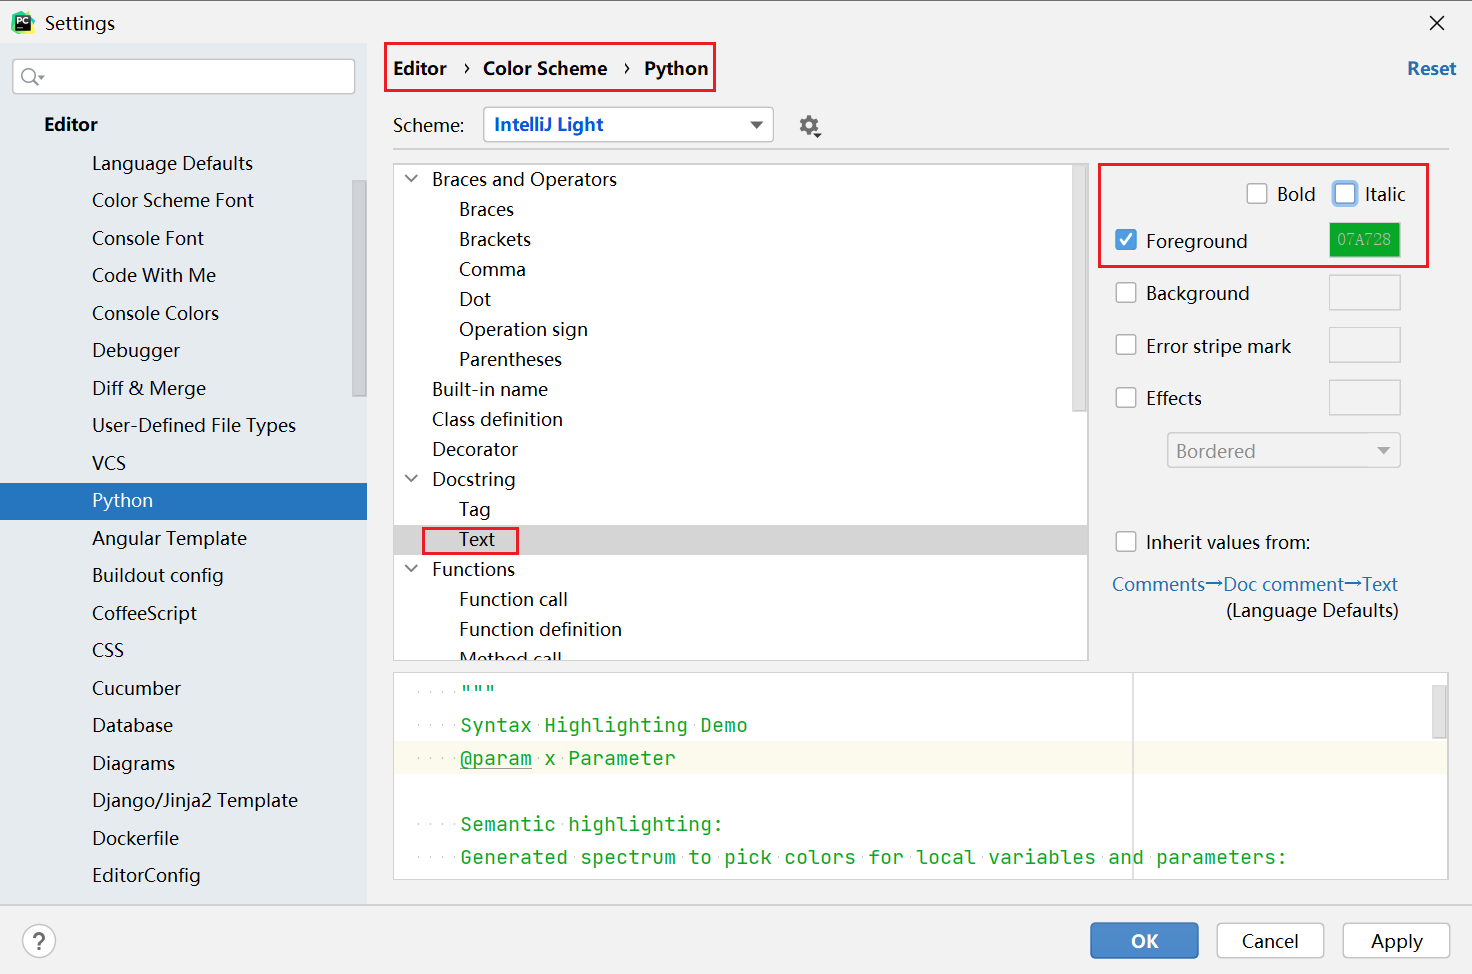 Settings
Editor
Language Defaults
Color Scheme Font
Console Font
Code With Me
Console Colors
Debugger
Diff & Merge
User-Defined File Types
VCS
Python
Angular Template
Buildout config
CoffeeScript
CSS
Cucumber
Database
Diagrams
Django/Jinja2 Template
Dockerfile
EditorConfig
Editor › Color Scheme › Python
Reset
Scheme: IntelliJ Light
Braces and Operators
Braces
Brackets
Comma
Dot
Operation sign
Parentheses
Built-in name
Class definition
Decorator
Docstring
Tag
Text
Functions
Function call
Function definition
Method call
Bold Italic
Foreground 07A728
Background
Error stripe mark
Effects
Bordered
Inherit values from:
Comments→Doc comment→Text
(Language Defaults)
"""
Syntax Highlighting Demo
@param x Parameter
Semantic highlighting:
Generated spectrum to pick colors for local variables and parameters:
?
OK Cancel Apply